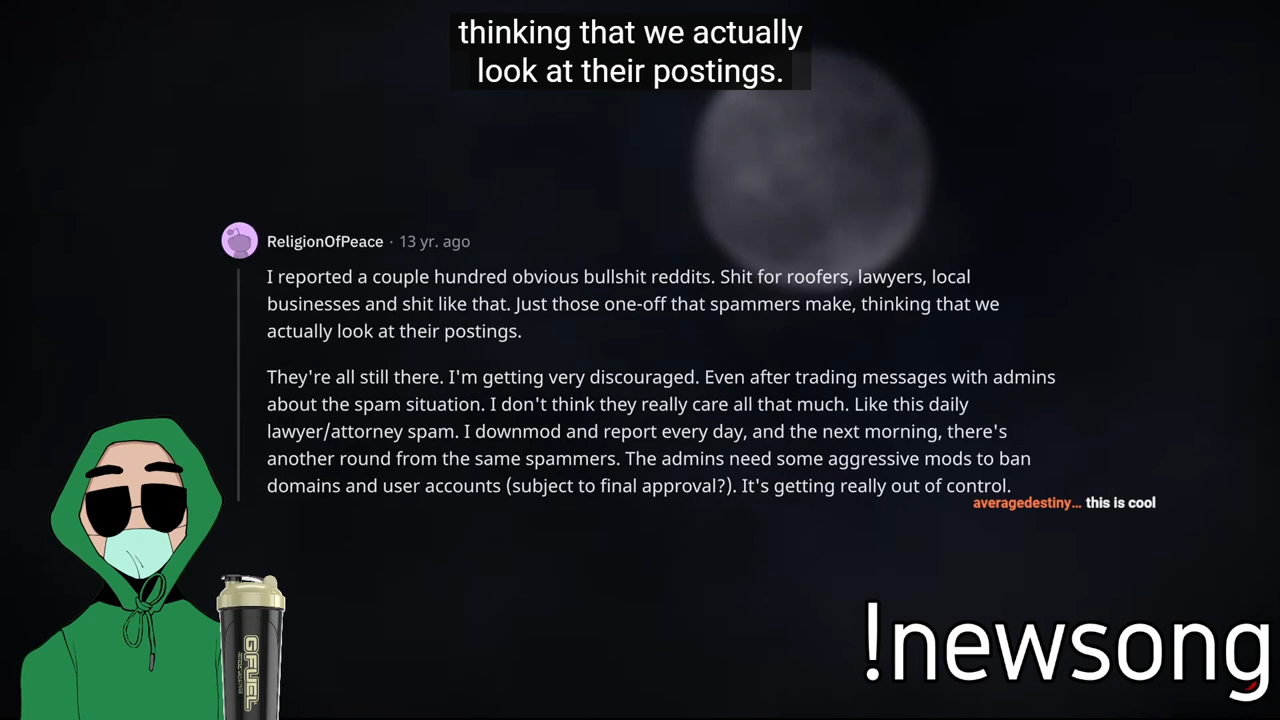 thinking that we actually
look at their postings.
ReligionOfPeace · 13 yr. ago
I reported a couple hundred obvious bullshit reddits. Shit for roofers, lawyers, local
businesses and shit like that. Just those one-off that spammers make, thinking that we
actually look at their postings.
They're all still there. I'm getting very discouraged. Even after trading messages with admins
about the spam situation. I don't think they really care all that much. Like this daily
lawyer/attorney spam. I downmod and report every day, and the next morning, there's
another round from the same spammers. The admins need some aggressive mods to ban
domains and user accounts (subject to final approval?). It's getting really out of control.
averagedestiny... this is cool
GFUEL
!newsong